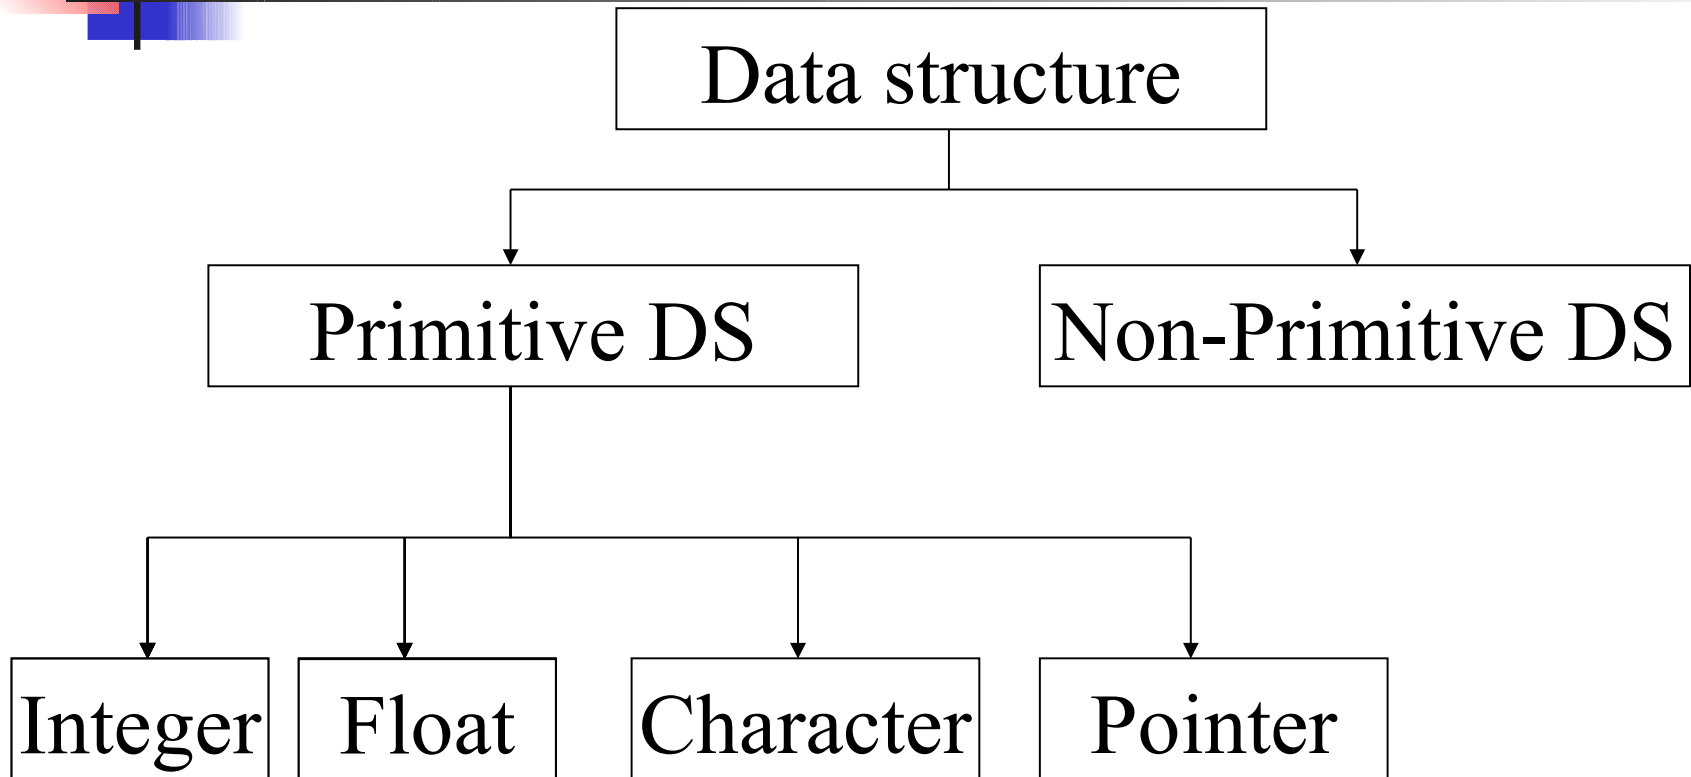 Data structure
Primitive DS
Non-Primitive DS
Integer
Float
Character
Pointer